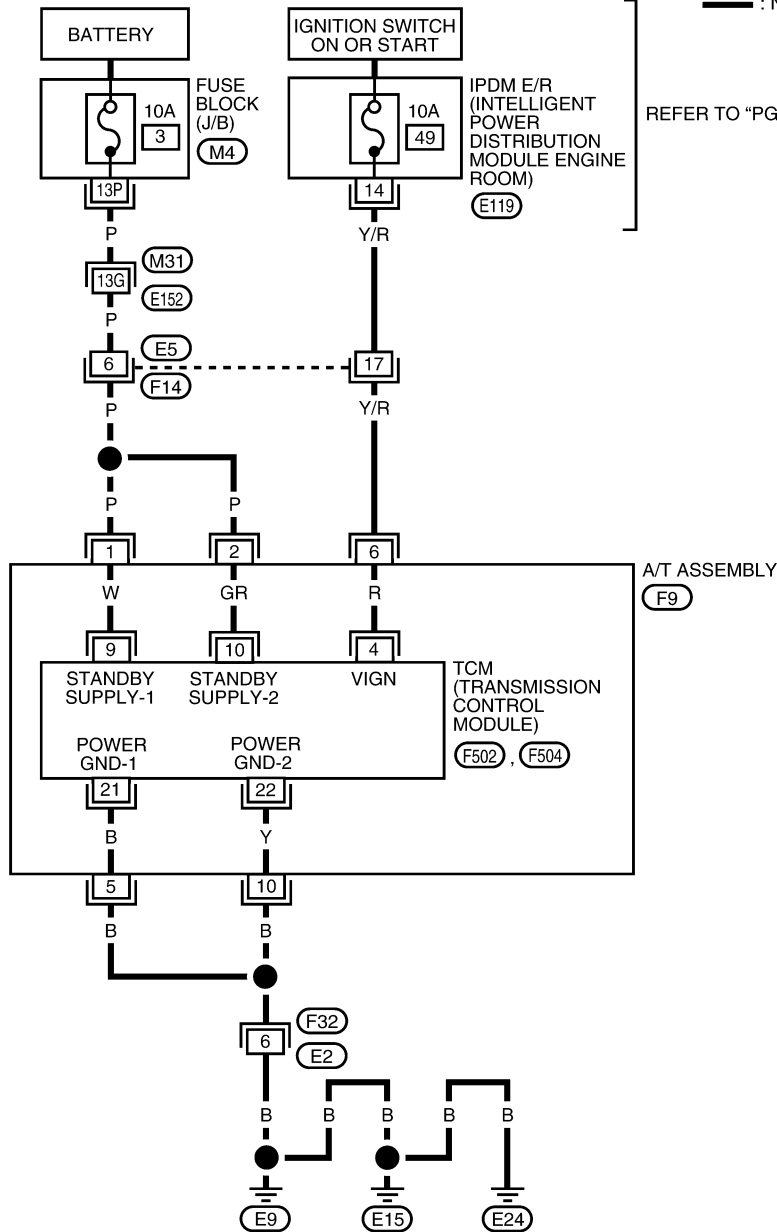 : N
BATTERY
IGNITION SWITCH
ON OR START
10A
3
FUSE
BLOCK
(J/B)
M4
10A
49
IPDM E/R
(INTELLIGENT
POWER
DISTRIBUTION
MODULE ENGINE
ROOM)
E119
REFER TO “PG
13P
14
P
Y/R
13G
M31
E152
P
6
E5
F14
17
P
Y/R
P
P
1
2
6
A/T ASSEMBLY
F9
W
GR
R
9
10
4
STANDBY
SUPPLY-1
STANDBY
SUPPLY-2
VIGN
TCM
(TRANSMISSION
CONTROL
MODULE)
F502 , F504
POWER
GND-1
POWER
GND-2
21
22
B
Y
5
10
B
B
6
F32
E2
B
B
B
B
B
E9
E15
E24